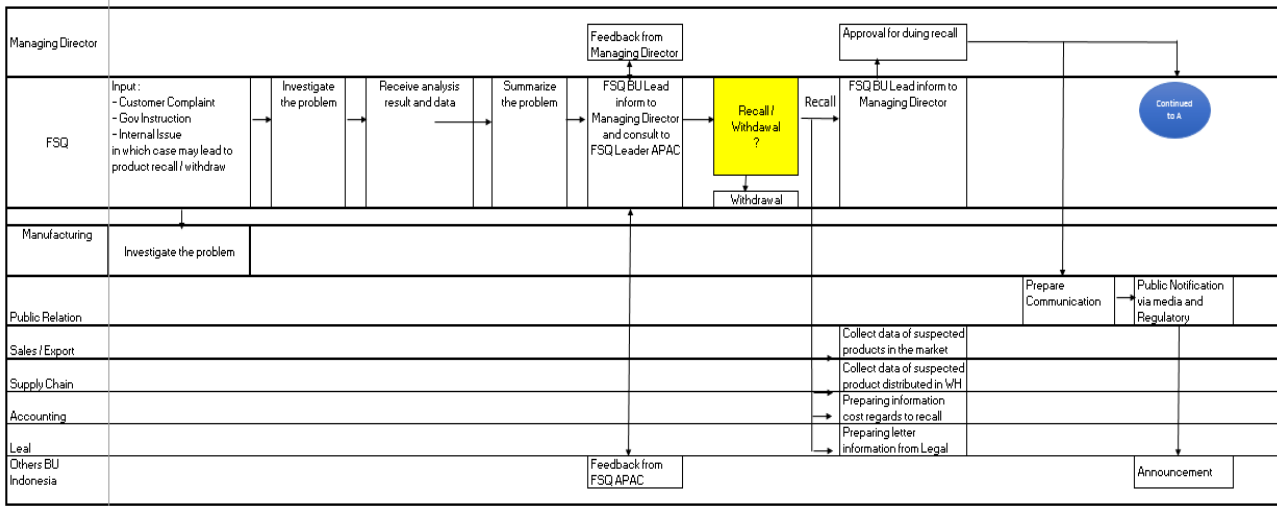 Managing Director
Feedback from
Managing Director
Approval for duing recall
FSQ
Input :
- Customer Complaint
- Gov Instruction
- Internal Issue
in which case may lead to
product recall / withdraw
Investigate
the problem
Receive analysis
result and data
Summarize
the problem
FSQ BU Lead
inform to
Managing Director
and consult to
FSQ Leader APAC
Recall /
Withdawal
?
Withdrawal
Recall
FSQ BU Lead inform to
Managing Director
Continued
to A
Manufacturing
Investigate the problem
Public Relation
Prepare
Communication
Public Notification
via media and
Regulatory
Sales / Export
Collect data of suspected
products in the market
Supply Chain
Collect data of suspected
product distributed in WH
Accounting
Preparing information
cost regards to recall
Leal
Preparing letter
information from Legal
Others BU
Indonesia
Feedback from
FSQ APAC
Announcement